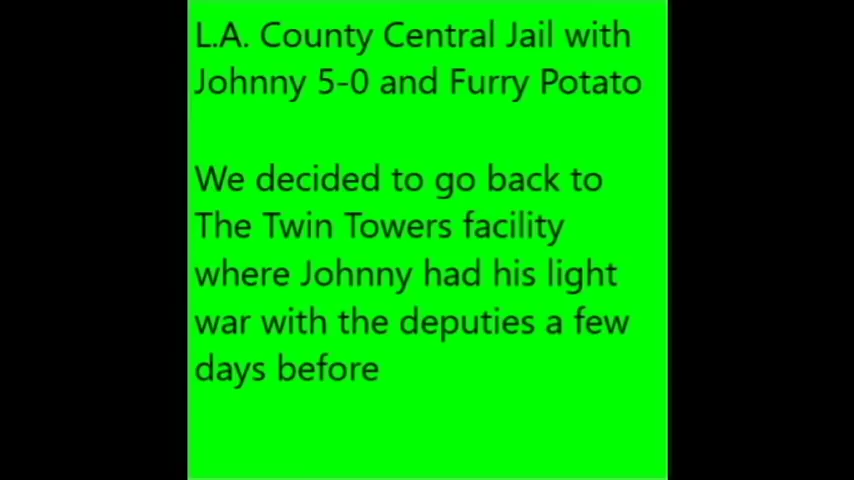 L.A. County Central Jail with
Johnny 5-0 and Furry Potato
We decided to go back to
The Twin Towers facility
where Johnny had his light
war with the deputies a few
days before